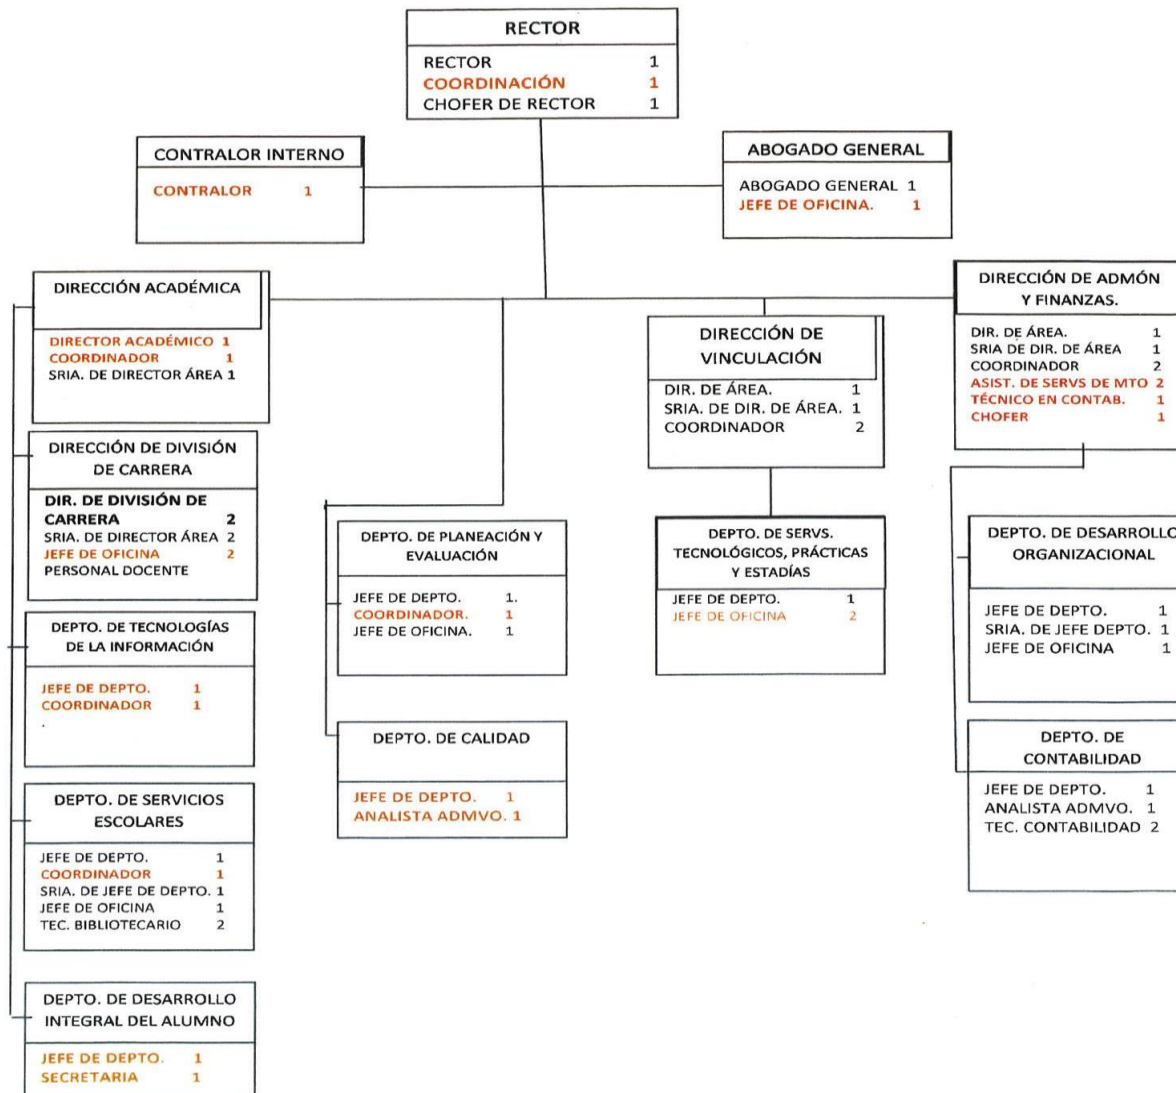 RECTOR
RECTOR 1
COORDINACIÓN 1
CHOFER DE RECTOR 1
CONTRALOR INTERNO
CONTRALOR 1
ABOGADO GENERAL
ABOGADO GENERAL 1
JEFE DE OFICINA. 1
DIRECCIÓN ACADÉMICA
DIRECTOR ACADÉMICO 1
COORDINADOR 1
SRIA. DE DIRECTOR ÁREA 1
DIRECCIÓN DE VINCULACIÓN
DIR. DE ÁREA. 1
SRIA. DE DIR. DE ÁREA. 1
COORDINADOR 2
DIRECCIÓN DE ADMÓN
Y FINANZAS.
DIR. DE ÁREA. 1
SRIA DE DIR. DE ÁREA 1
COORDINADOR 2
ASIST. DE SERVS DE MTO 2
TÉCNICO EN CONTAB. 1
CHOFER 1
DIRECCIÓN DE DIVISIÓN
DE CARRERA
DIR. DE DIVISIÓN DE
CARRERA 2
SRIA. DE DIRECTOR ÁREA 2
JEFE DE OFICINA 2
PERSONAL DOCENTE
DEPTO. DE PLANEACIÓN Y
EVALUACIÓN
JEFE DE DEPTO. 1.
COORDINADOR. 1
JEFE DE OFICINA. 1
DEPTO. DE SERVS.
TECNOLÓGICOS, PRÁCTICAS
Y ESTADÍAS
JEFE DE DEPTO. 1
JEFE DE OFICINA 2
DEPTO. DE DESARROLLO
ORGANIZACIONAL
JEFE DE DEPTO. 1
SRIA. DE JEFE DEPTO. 1
JEFE DE OFICINA 1
DEPTO. DE TECNOLOGÍAS
DE LA INFORMACIÓN
JEFE DE DEPTO. 1
COORDINADOR 1
.
DEPTO. DE CALIDAD
JEFE DE DEPTO. 1
ANALISTA ADMVO. 1
DEPTO. DE
CONTABILIDAD
JEFE DE DEPTO. 1
ANALISTA ADMVO. 1
TEC. CONTABILIDAD 2
DEPTO. DE SERVICIOS
ESCOLARES
JEFE DE DEPTO. 1
COORDINADOR 1
SRIA. DE JEFE DE DEPTO. 1
JEFE DE OFICINA 1
TEC. BIBLIOTECARIO 2
DEPTO. DE DESARROLLO
INTEGRAL DEL ALUMNO
JEFE DE DEPTO. 1
SECRETARIA 1